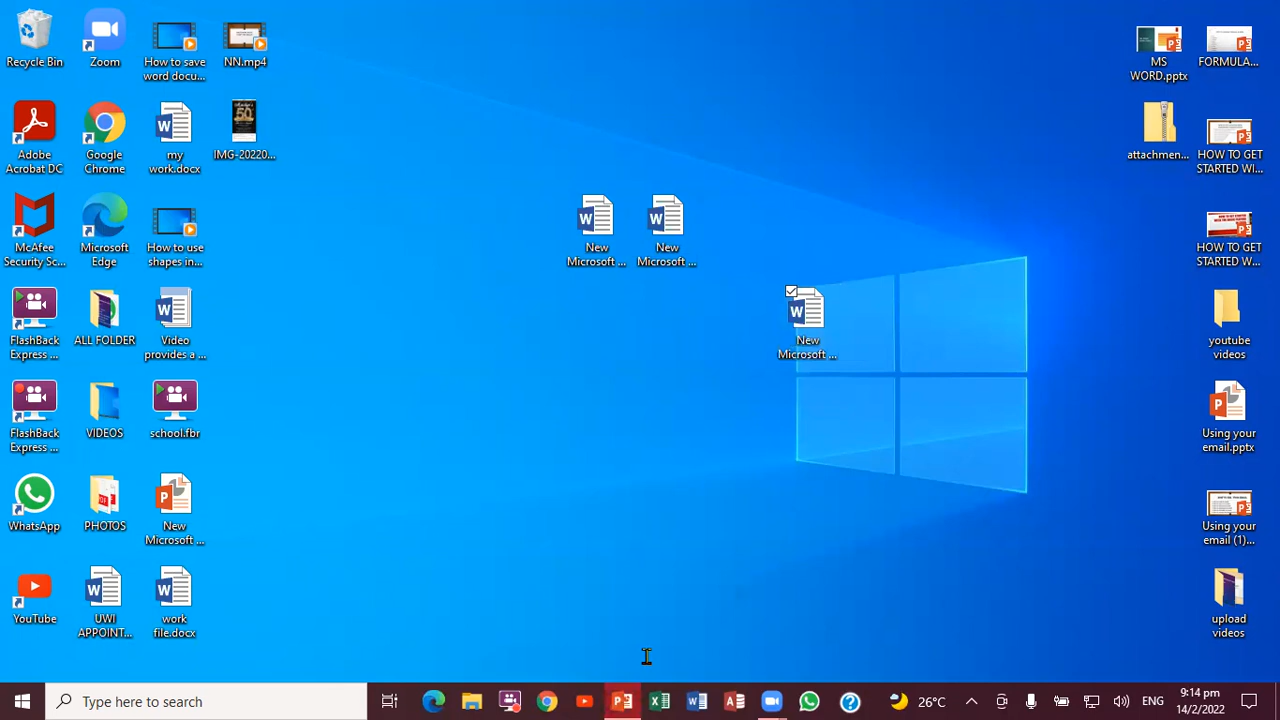 Recycle Bin
Zoom
How to save
word docu...
NN.mp4
Adobe
Acrobat DC
Google
Chrome
my
work.docx
IMG-20220...
McAfee
Security Sc...
Microsoft
Edge
How to use
shapes in...
FlashBack
Express ...
ALL FOLDER
Video
provides a ...
FlashBack
Express ...
VIDEOS
school.fbr
WhatsApp
PHOTOS
New
Microsoft ...
YouTube
UWI
APPOINT...
work
file.docx
New
Microsoft ...
New
Microsoft ...
New
Microsoft ...
MS
WORD.pptx
FORMULA...
attachmen...
HOW TO GET
STARTED WI...
HOW TO GET
STARTED W...
youtube
videos
Using your
email.pptx
Using your
email (1)...
upload
videos
Type here to search
26°C
ENG
9:14 pm
14/2/2022